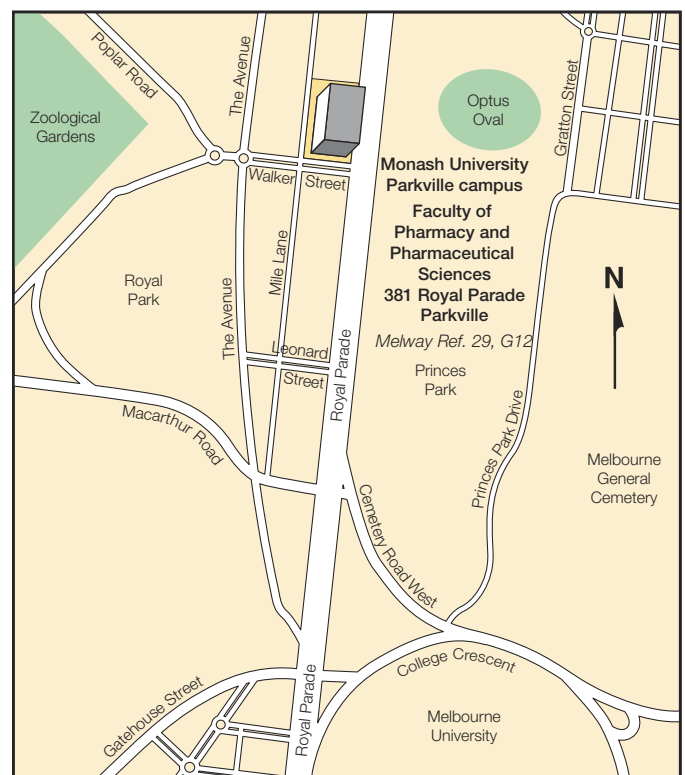 Poplar Road
The Avenue
Zoological
Gardens
Optus
Oval
Gratton Street
Walker Street
Monash University
Parkville campus
Faculty of
Pharmacy and
Pharmaceutical
Sciences
381 Royal Parade
Parkville
Melway Ref. 29, G12
Mile Lane
Royal
Park
N
The Avenue
Leonard
Street
Royal Parade
Princes
Park
Macarthur Road
Princes Park Drive
Melbourne
General
Cemetery
Cemetery Road West
College Crescent
Gatehouse Street
Royal Parade
Melbourne
University